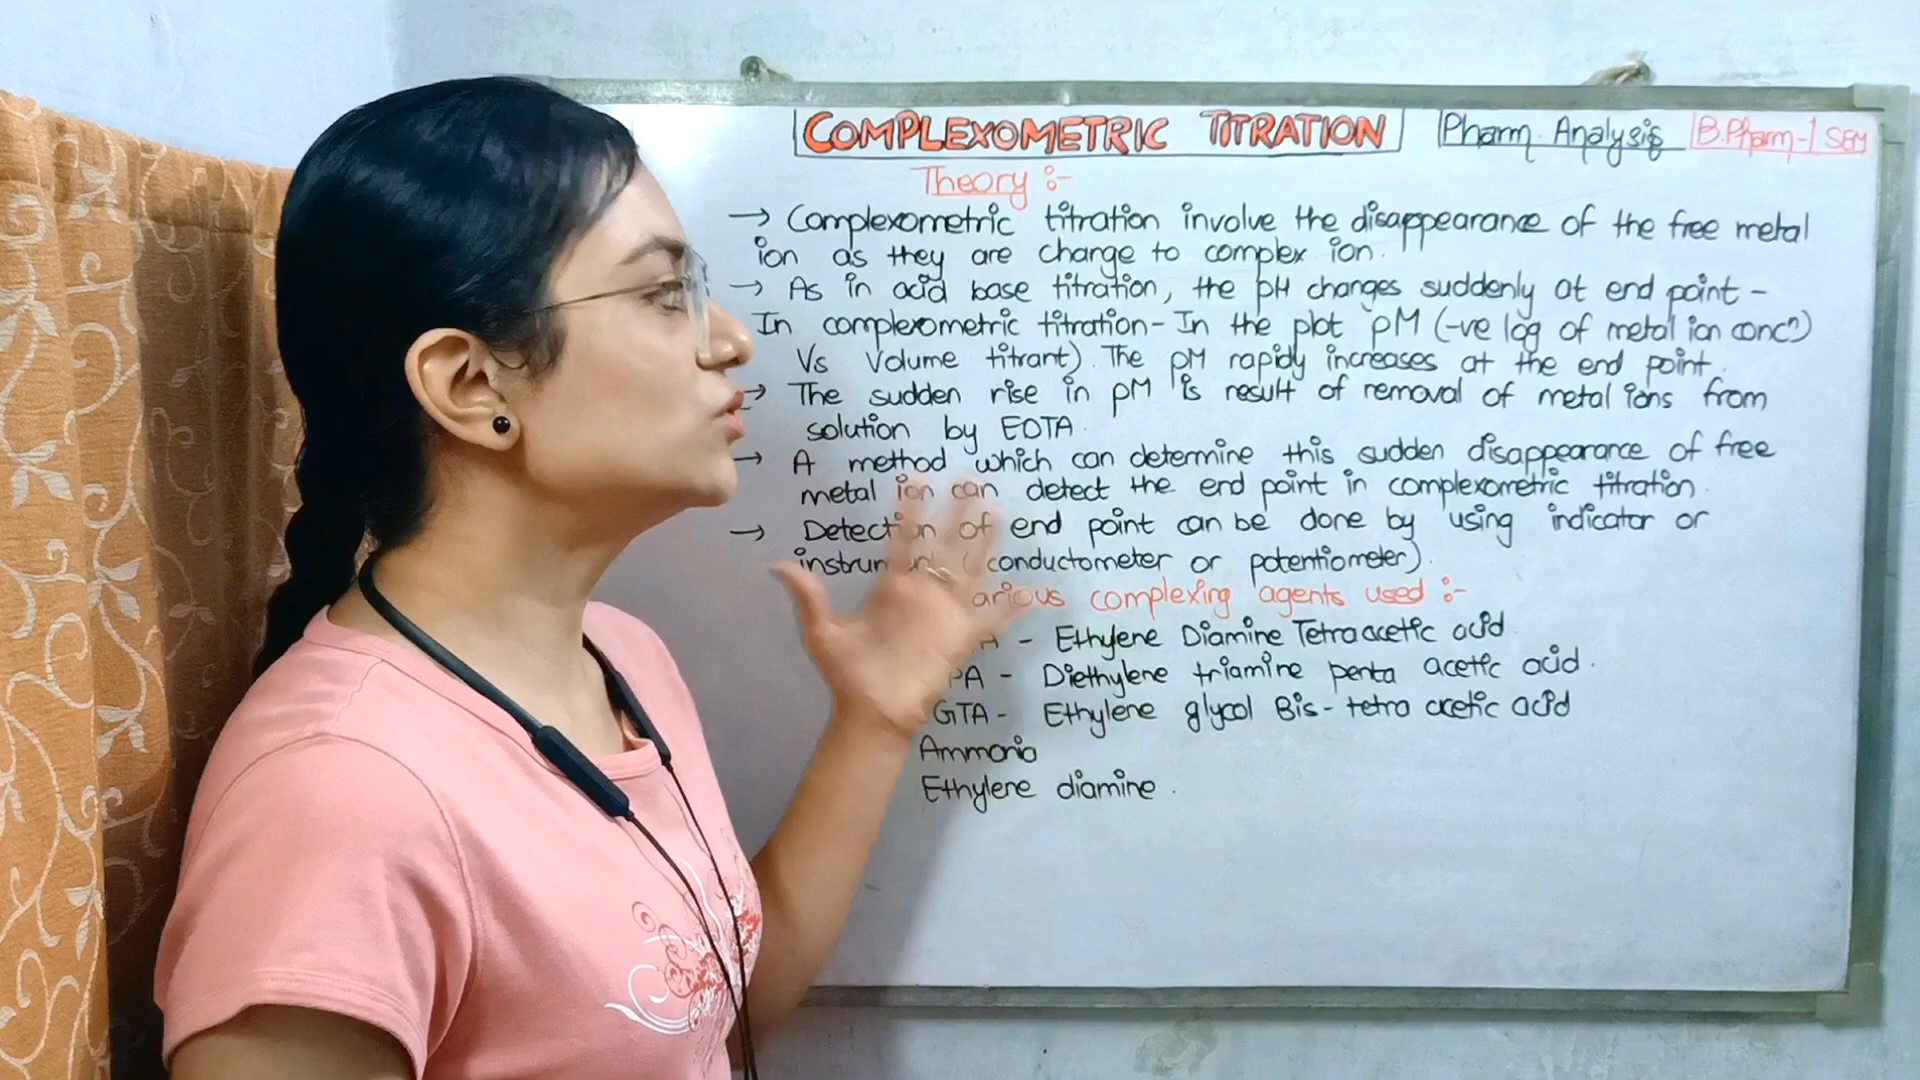 COMPLEXOMETRIC TITRATION
Pharm. Analysis
B.Pharm-1 SEM
Theory :-
→ Complexometric titration involve the disappearance of the free metal
ion as they are change to complex ion.
→ As in acid base titration, the pH changes suddenly at end point -
In complexometric titration- In the plot pM (-ve log of metal ion concⁿ)
Vs Volume titrant). The pM rapidly increases at the end point.
→ The sudden rise in pM is result of removal of metal ions from
solution by EDTA.
→ A method which can determine this sudden disappearance of free
metal ion can detect the end point in complexometric titration.
→ Detection of end point can be done by using indicator or
(conductometer or potentiometer).
complexing agents used :-
- Ethylene Diamine Tetraacetic acid
- Diethylene triamine penta acetic acid.
GTA - Ethylene glycol Bis-tetra acetic acid
Ammonia
Ethylene diamine.